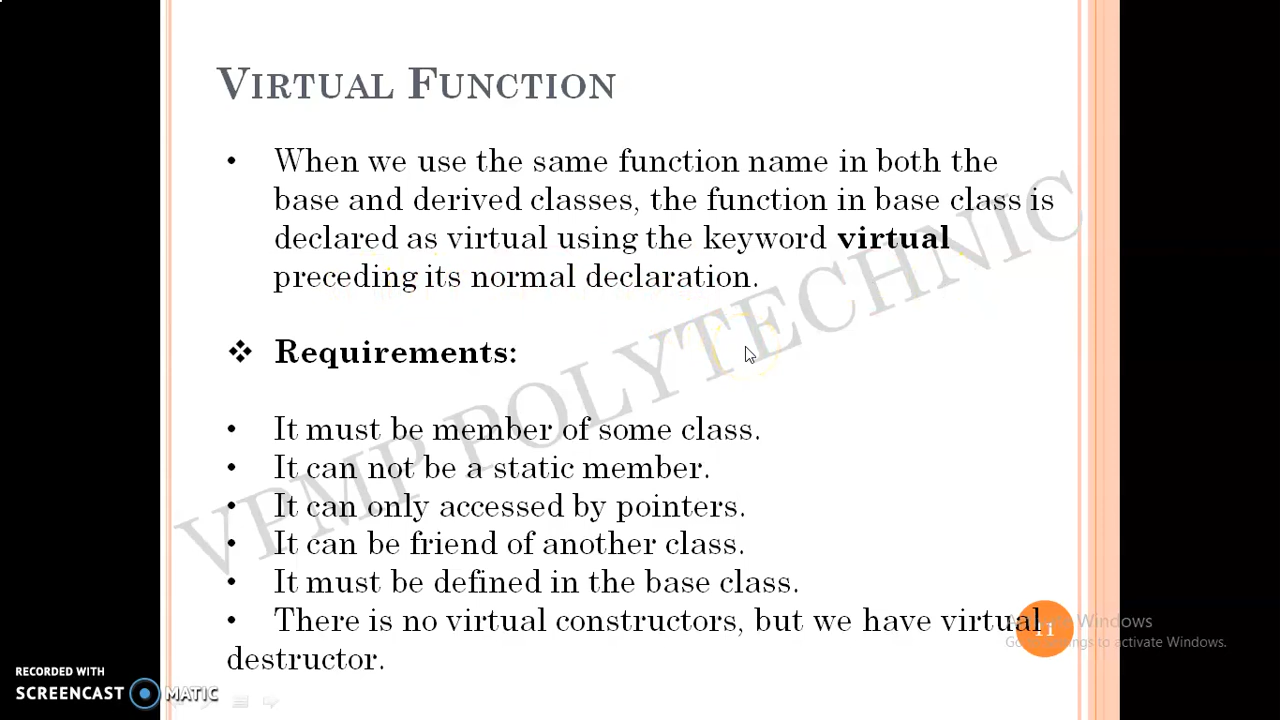 VIRTUAL FUNCTION
• When we use the same function name in both the
base and derived classes, the function in base class is
declared as virtual using the keyword virtual
preceding its normal declaration.
❖ Requirements:
• It must be member of some class.
• It can not be a static member.
• It can only accessed by pointers.
• It can be friend of another class.
• It must be defined in the base class.
• There is no virtual constructors, but we have virtual
destructor.
VPMP POLYTECHNIC
11
Windows
to activate Windows.
RECORDED WITH
SCREENCAST MATIC